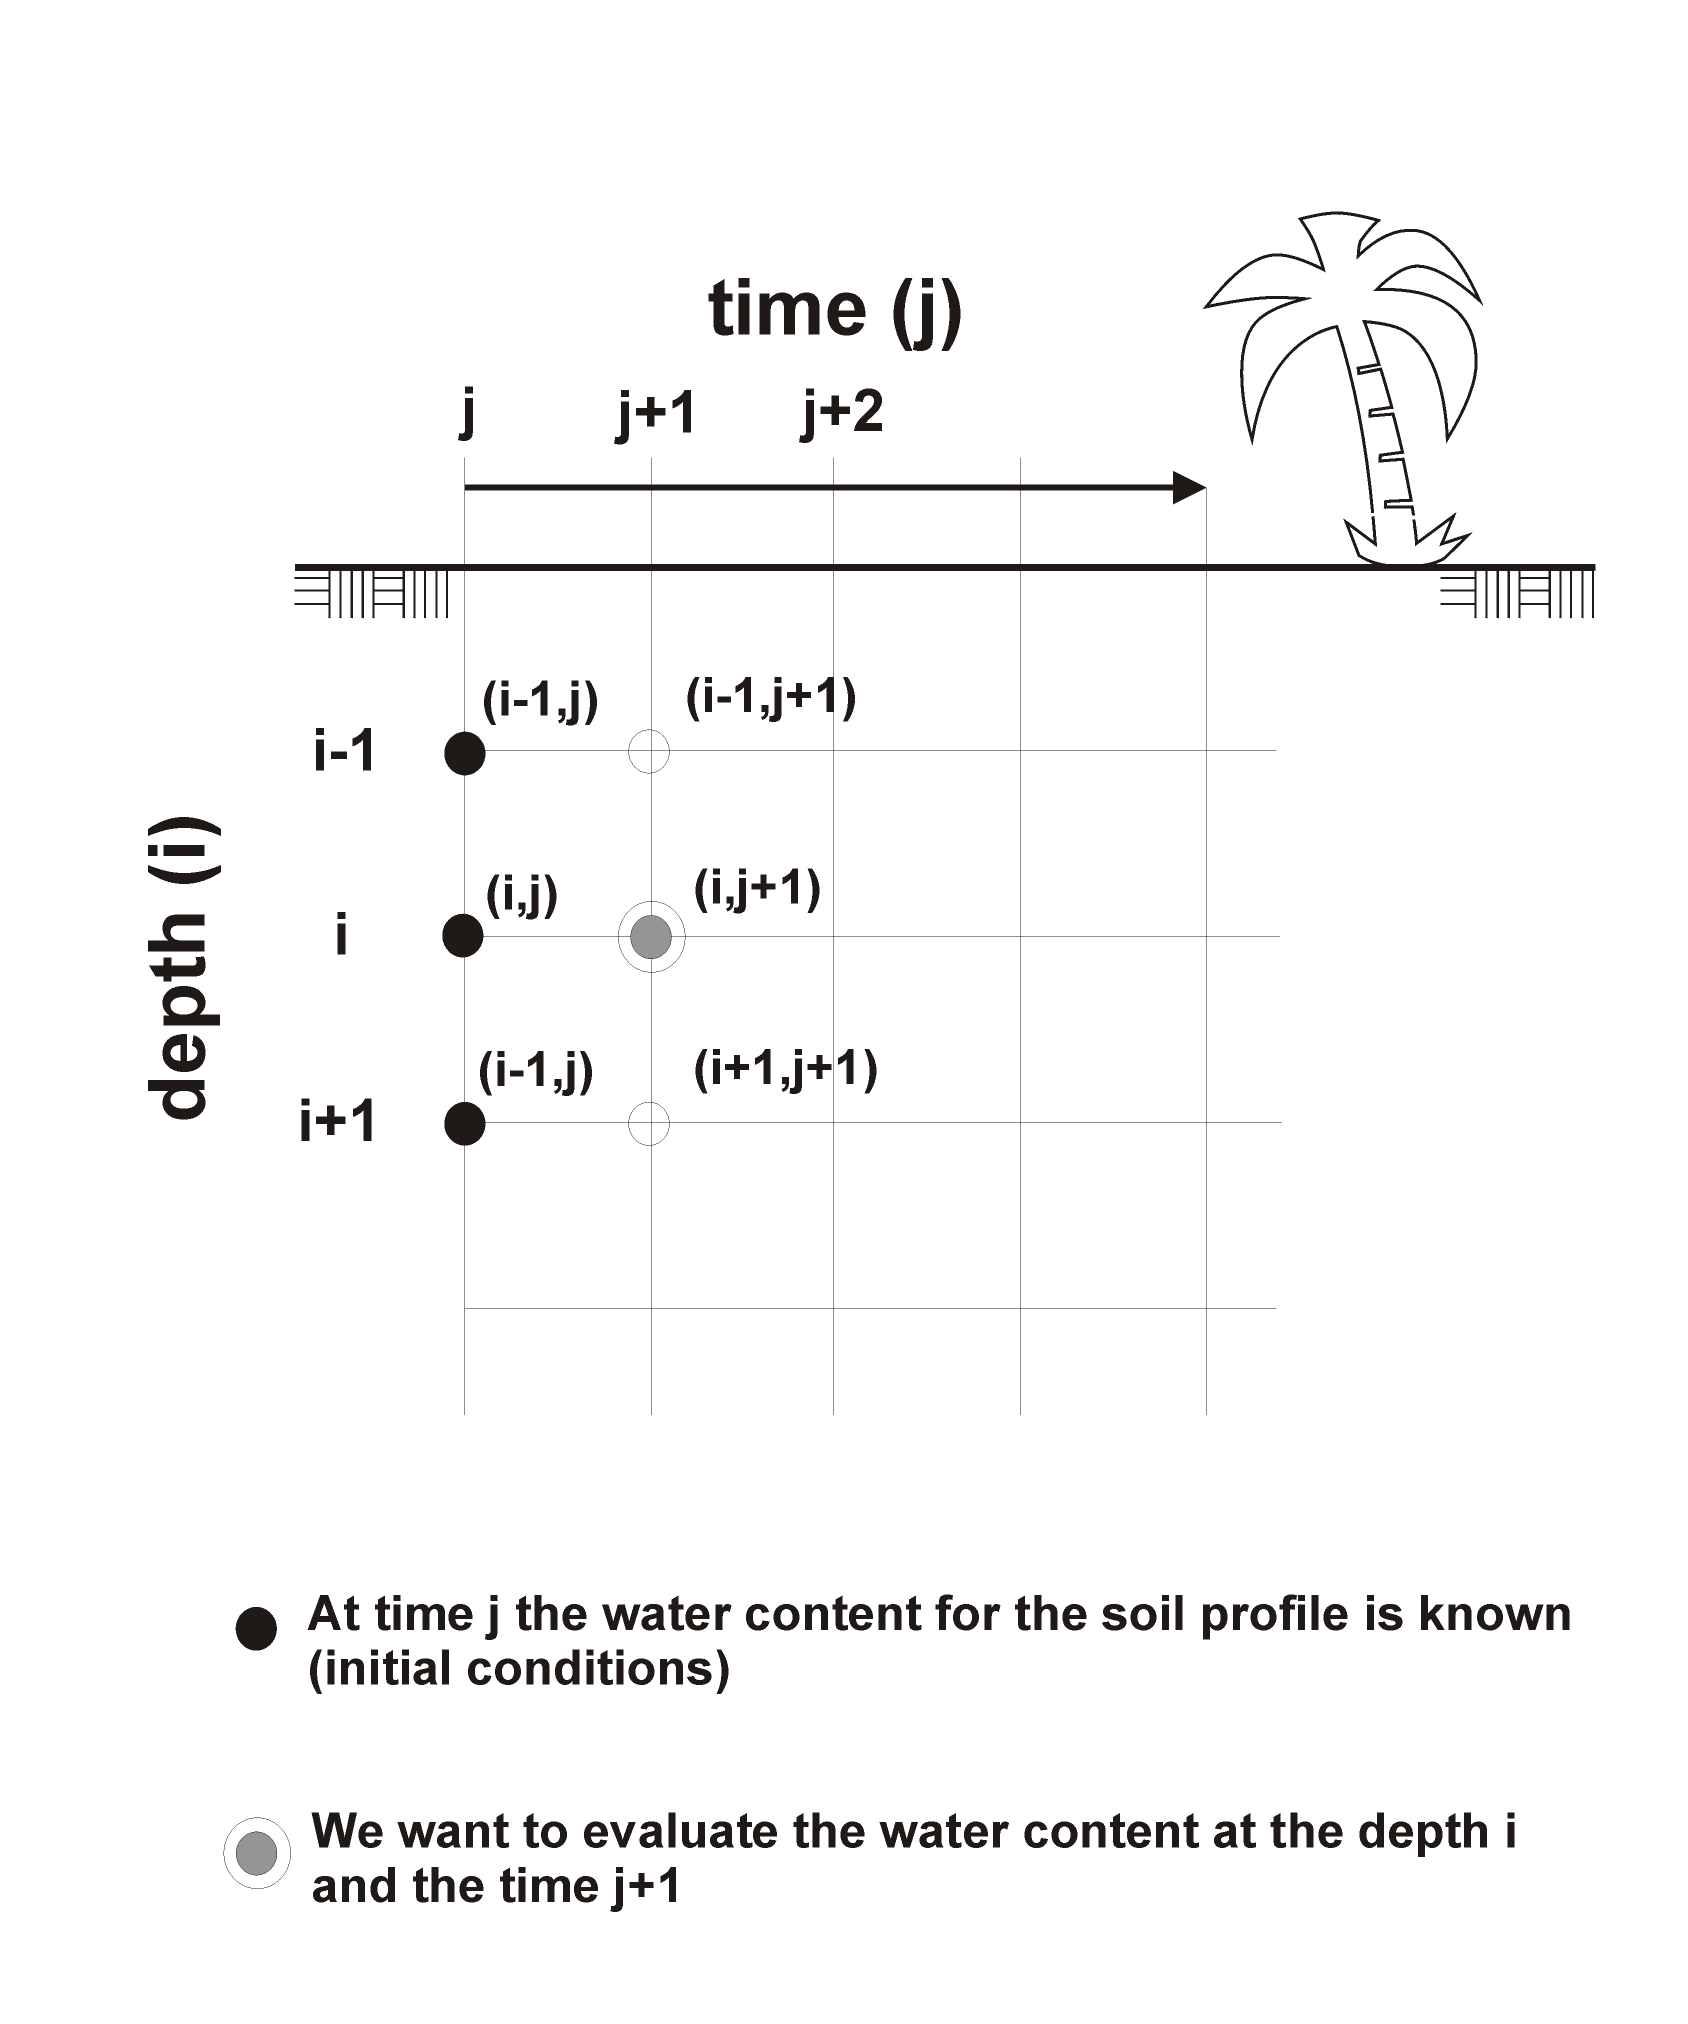 time (j)
j j+1 j+2
(i-1,j) (i-1,j+1)
i-1
depth (i)
(i,j) (i,j+1)
i
(i-1,j) (i+1,j+1)
i+1
At time j the water content for the soil profile is known
(initial conditions)
We want to evaluate the water content at the depth i
and the time j+1